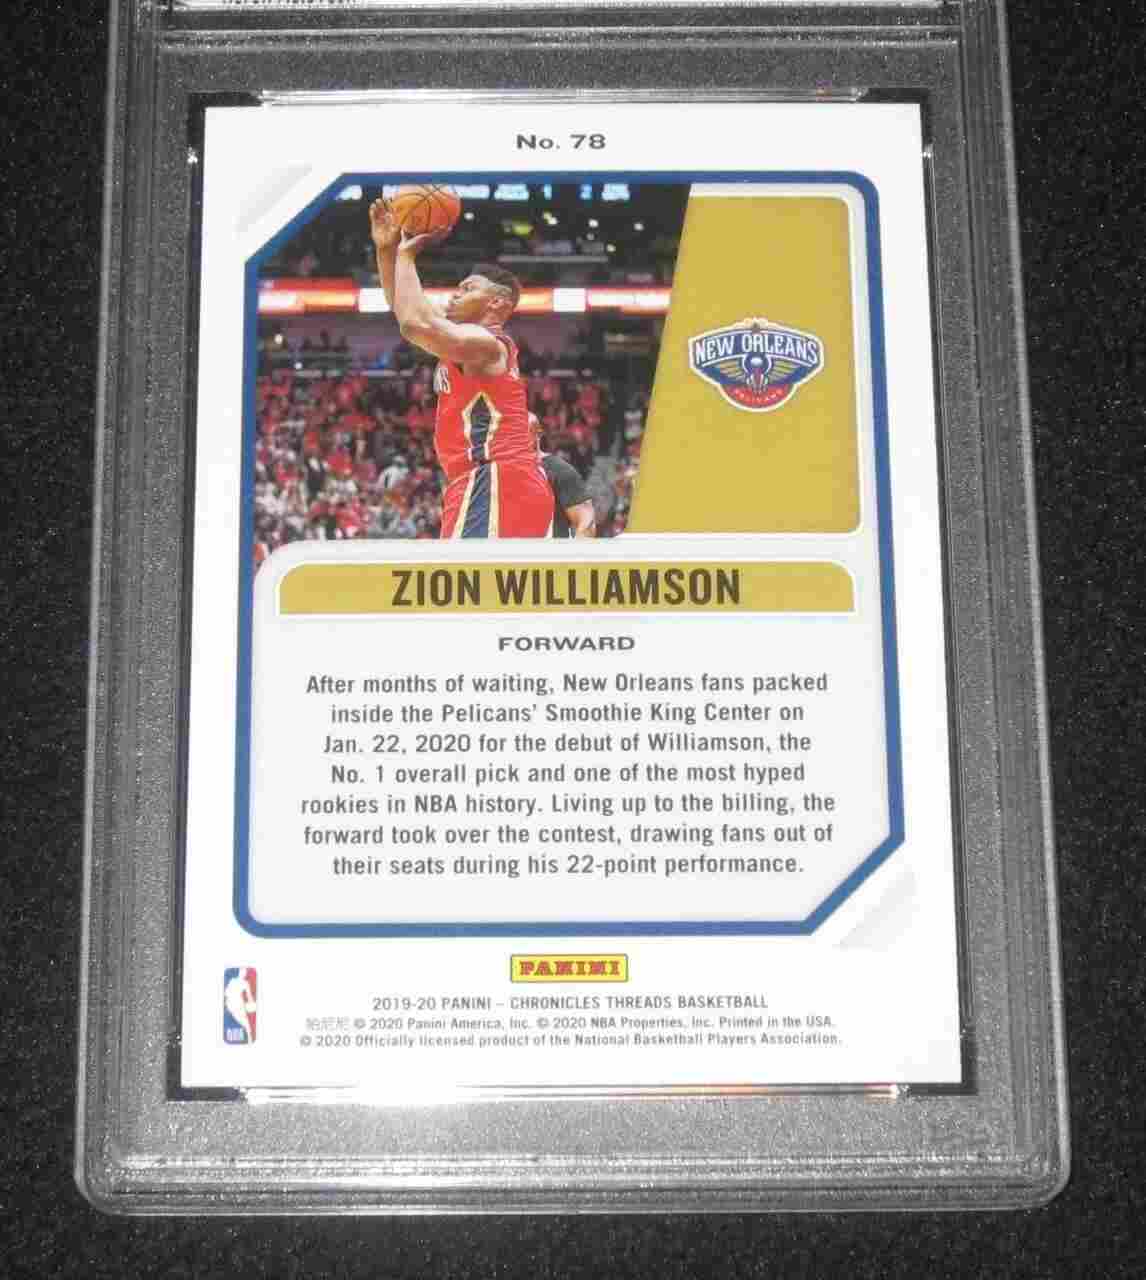 No. 78
NEW ORLEANS
PELICANS
ZION WILLIAMSON
FORWARD
After months of waiting, New Orleans fans packed
inside the Pelicans' Smoothie King Center on
Jan. 22, 2020 for the debut of Williamson, the
No. 1 overall pick and one of the most hyped
rookies in NBA history. Living up to the billing, the
forward took over the contest, drawing fans out of
their seats during his 22-point performance.
PANINI
NBA
2019-20 PANINI – CHRONICLES THREADS BASKETBALL
帕尼尼 © 2020 Panini America, Inc. © 2020 NBA Properties, Inc. Printed in the USA.
© 2020 Officially licensed product of the National Basketball Players Association.